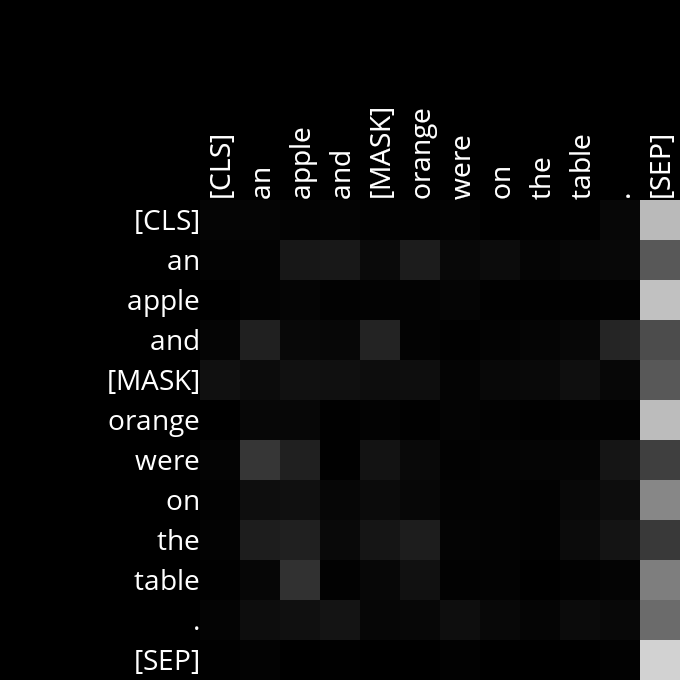 [CLS] an apple and [MASK] orange were on the table . [SEP]
[CLS]
an
apple
and
[MASK]
orange
were
on
the
table
.
[SEP]